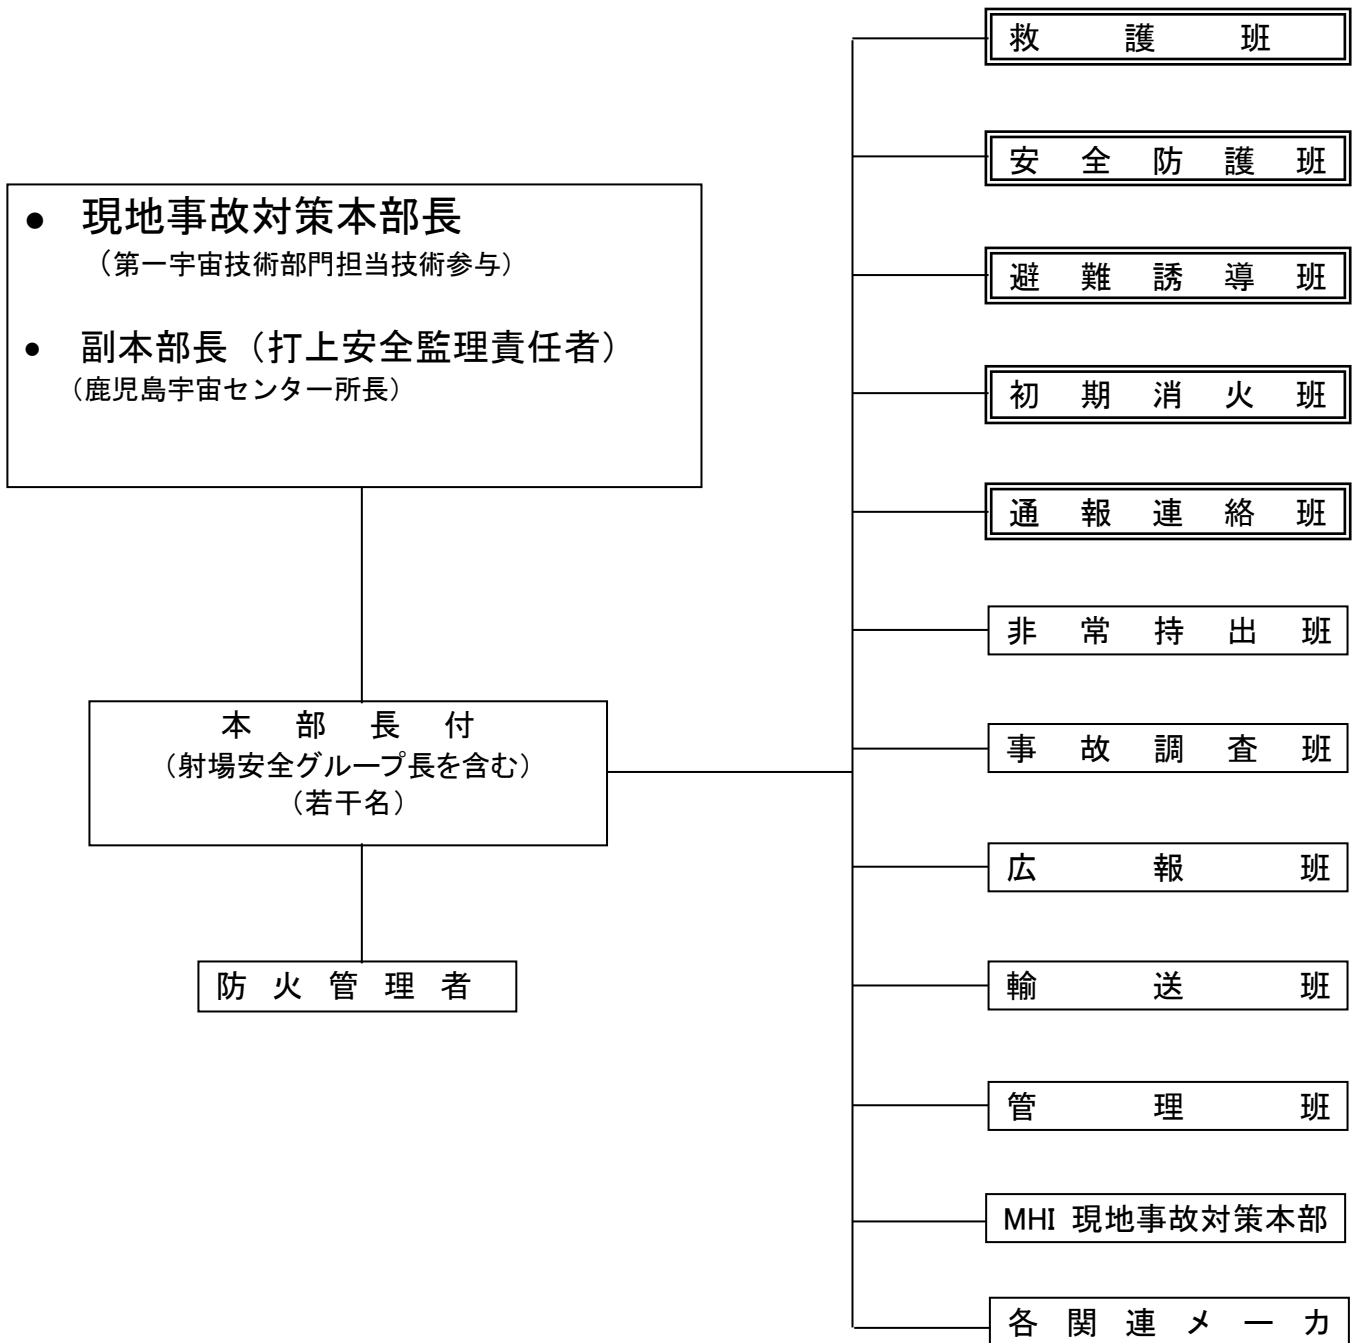 ● 現地事故対策本部長
（第一宇宙技術部門担当技術参与）
● 副本部長（打上安全監理責任者）
（鹿児島宇宙センター所長）
本部長付
（射場安全グループ長を含む）
（若干名）
防火管理者
救護班
安全防護班
避難誘導班
初期消火班
通報連絡班
非常持出班
事故調査班
広報班
輸送班
管理班
MHI 現地事故対策本部
各関連メーカ